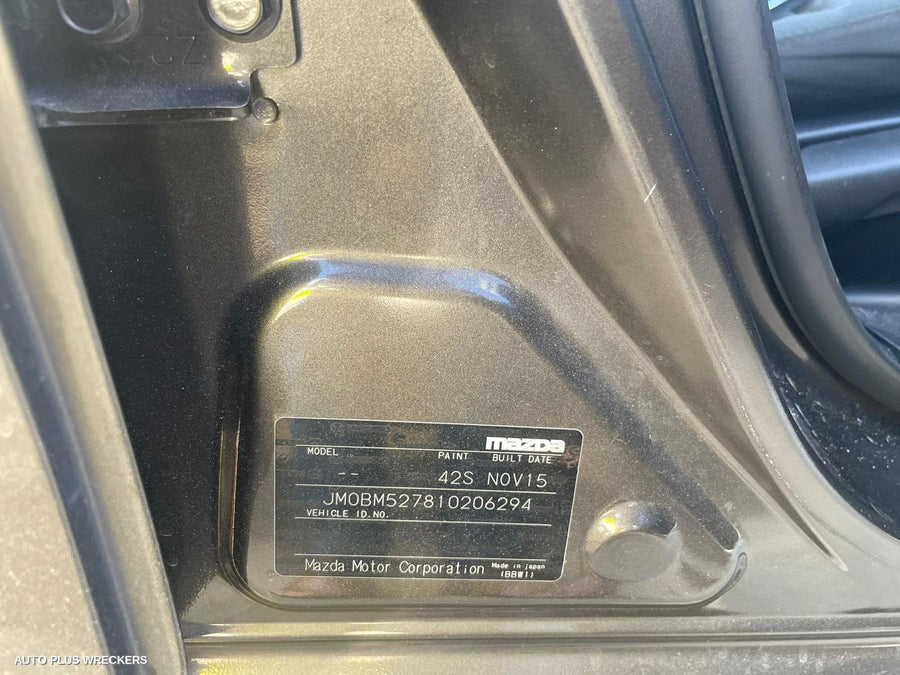 CZ
mazda
MODEL PAINT BUILT DATE
-- 42S NOV15
JM0BM527810206294
VEHICLE ID.NO.
Mazda Motor Corporation Made in japan
(BBW1)
AUTO PLUS WRECKERS